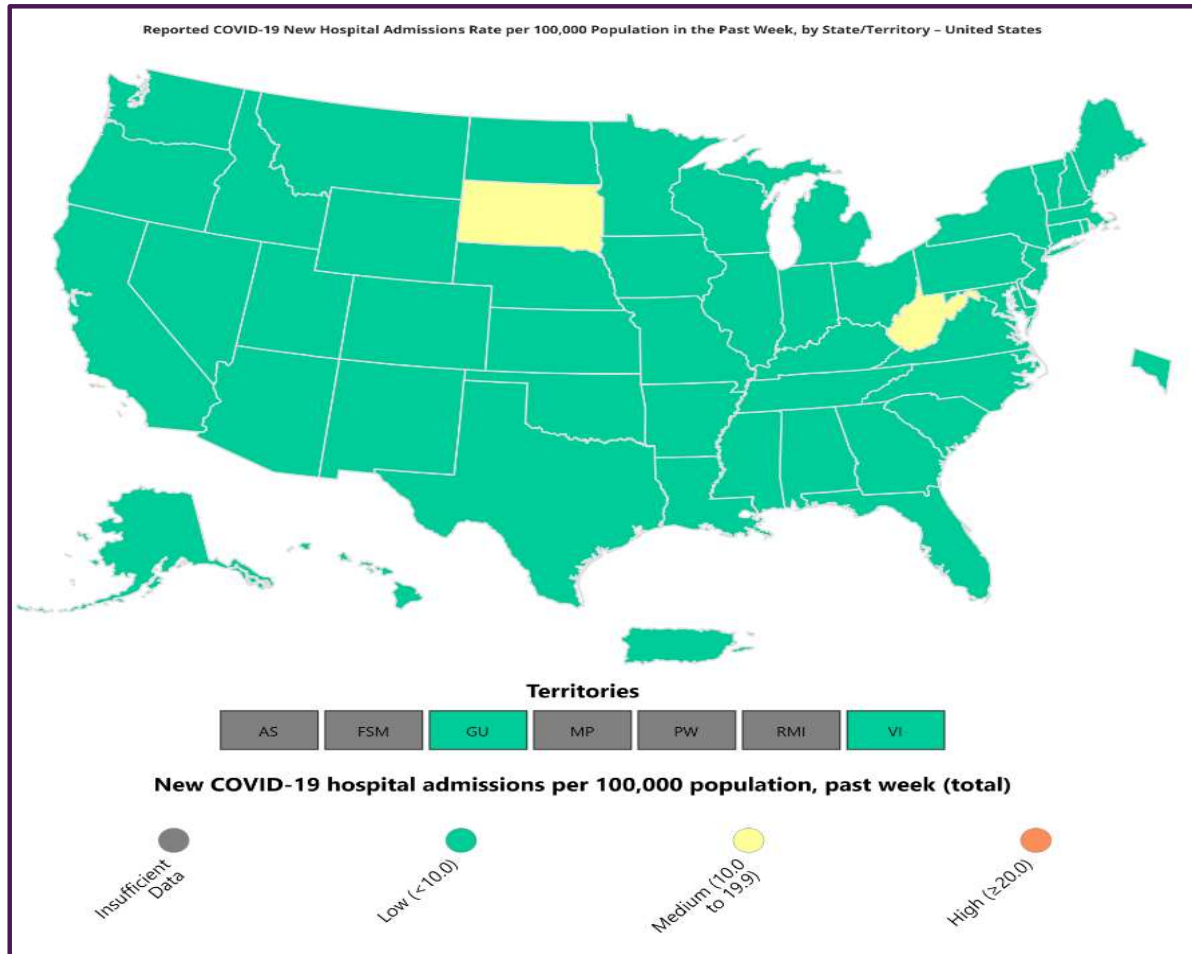 Reported COVID-19 New Hospital Admissions Rate per 100,000 Population in the Past Week, by State/Territory – United States
Territories
AS FSM GU MP PW RMI VI
New COVID-19 hospital admissions per 100,000 population, past week (total)
Insufficient
Data
Low (<10.0)
Medium (10.0
to 19.9)
High (≥20.0)